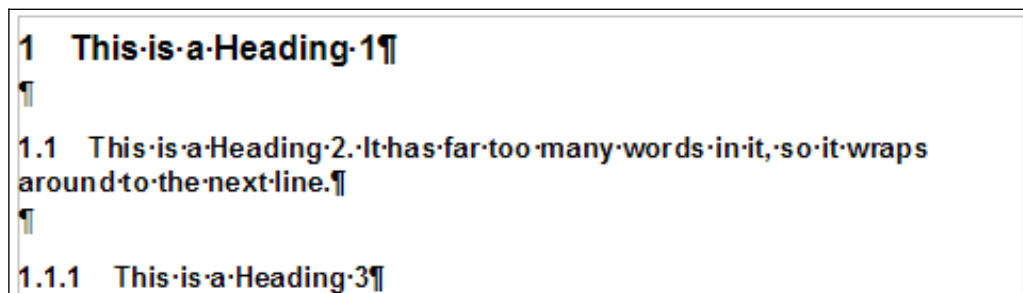 1 This·is·a·Heading·1¶
¶
1.1 This·is·a·Heading·2.·It·has·far·too·many·words·in·it,·so·it·wraps
around·to·the·next·line.¶
¶
1.1.1 This·is·a·Heading·3¶